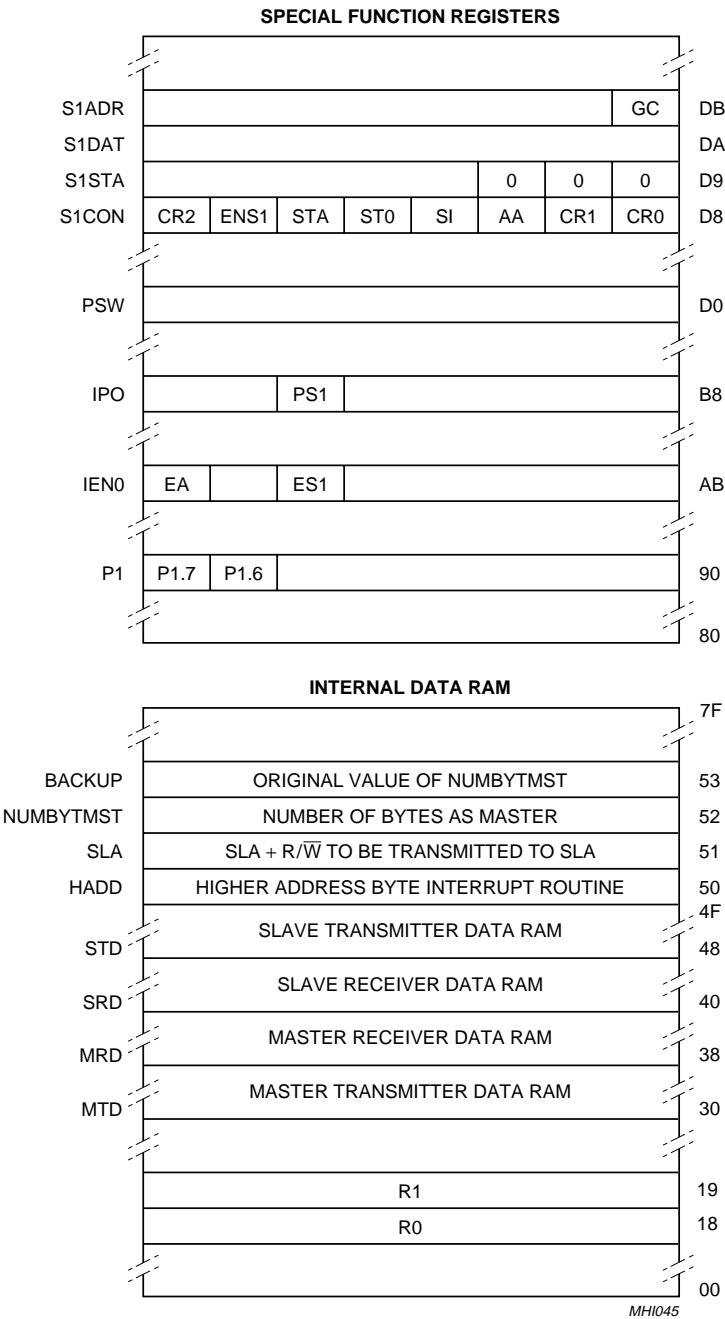 SPECIAL FUNCTION REGISTERS
S1ADR GC DB
S1DAT DA
S1STA 0 0 0 D9
S1CON CR2 ENS1 STA ST0 SI AA CR1 CR0 D8
PSW D0
IPO PS1 B8
IEN0 EA ES1 AB
P1 P1.7 P1.6 90
80
INTERNAL DATA RAM
7F
BACKUP ORIGINAL VALUE OF NUMBYTMST 53
NUMBYTMST NUMBER OF BYTES AS MASTER 52
SLA SLA + R/W̅ TO BE TRANSMITTED TO SLA 51
HADD HIGHER ADDRESS BYTE INTERRUPT ROUTINE 50
4F
STD SLAVE TRANSMITTER DATA RAM 48
SRD SLAVE RECEIVER DATA RAM 40
MRD MASTER RECEIVER DATA RAM 38
MTD MASTER TRANSMITTER DATA RAM 30
R1 19
R0 18
00
MHI045